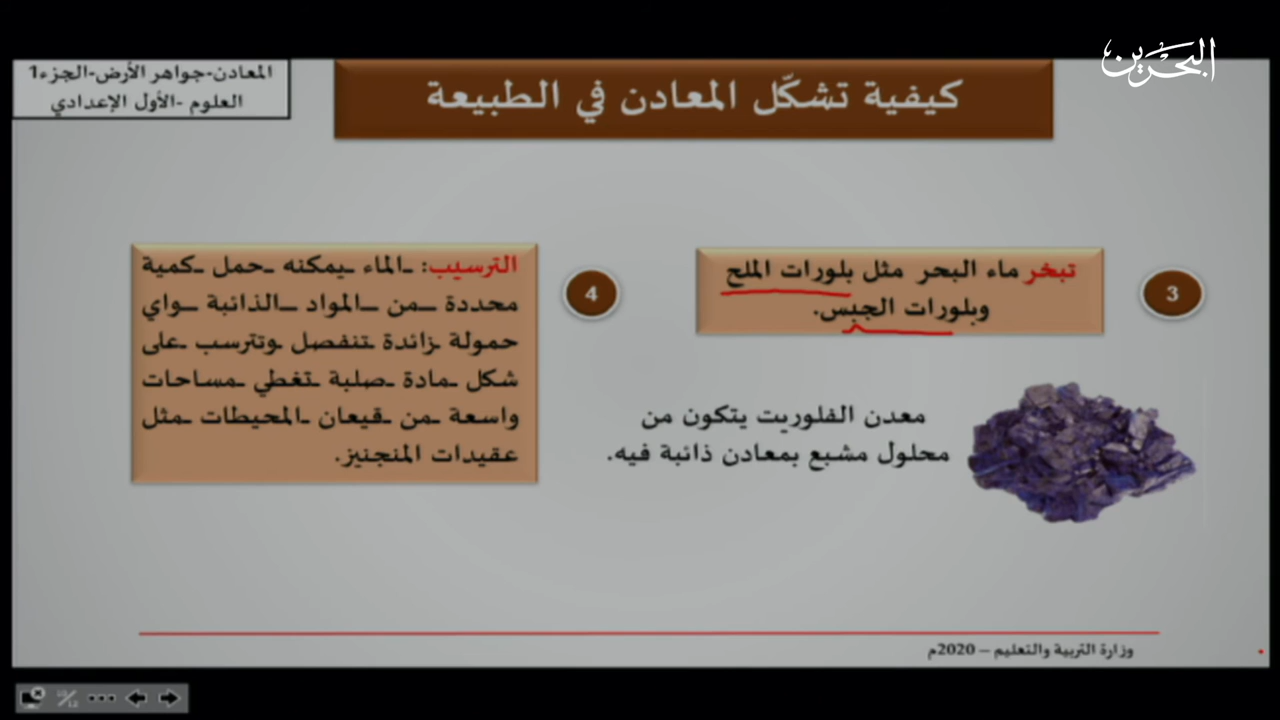 البحرين
المعادن-جواهر الأرض-الجزء1
العلوم -الأول الإعدادي
كيفية تشكّل المعادن في الطبيعة
3
تبخر ماء البحر مثل بلورات الملح
وبلورات الجبس.
معدن الفلوريت يتكون من
محلول مشبع بمعادن ذائبة فيه.
4
الترسيب: الماء يمكنه حمل كمية
محددة من المواد الذائبة واي
حمولة زائدة تنفصل وتترسب على
شكل مادة صلبة تغطي مساحات
واسعة من قيعان المحيطات مثل
عقيدات المنجنيز.
وزارة التربية والتعليم – 2020م